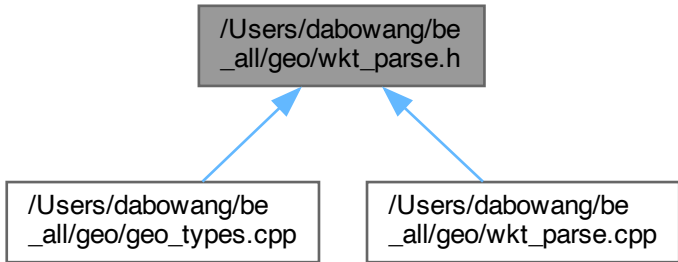 /Users/dabowang/be
_all/geo/wkt_parse.h
/Users/dabowang/be
_all/geo/geo_types.cpp
/Users/dabowang/be
_all/geo/wkt_parse.cpp